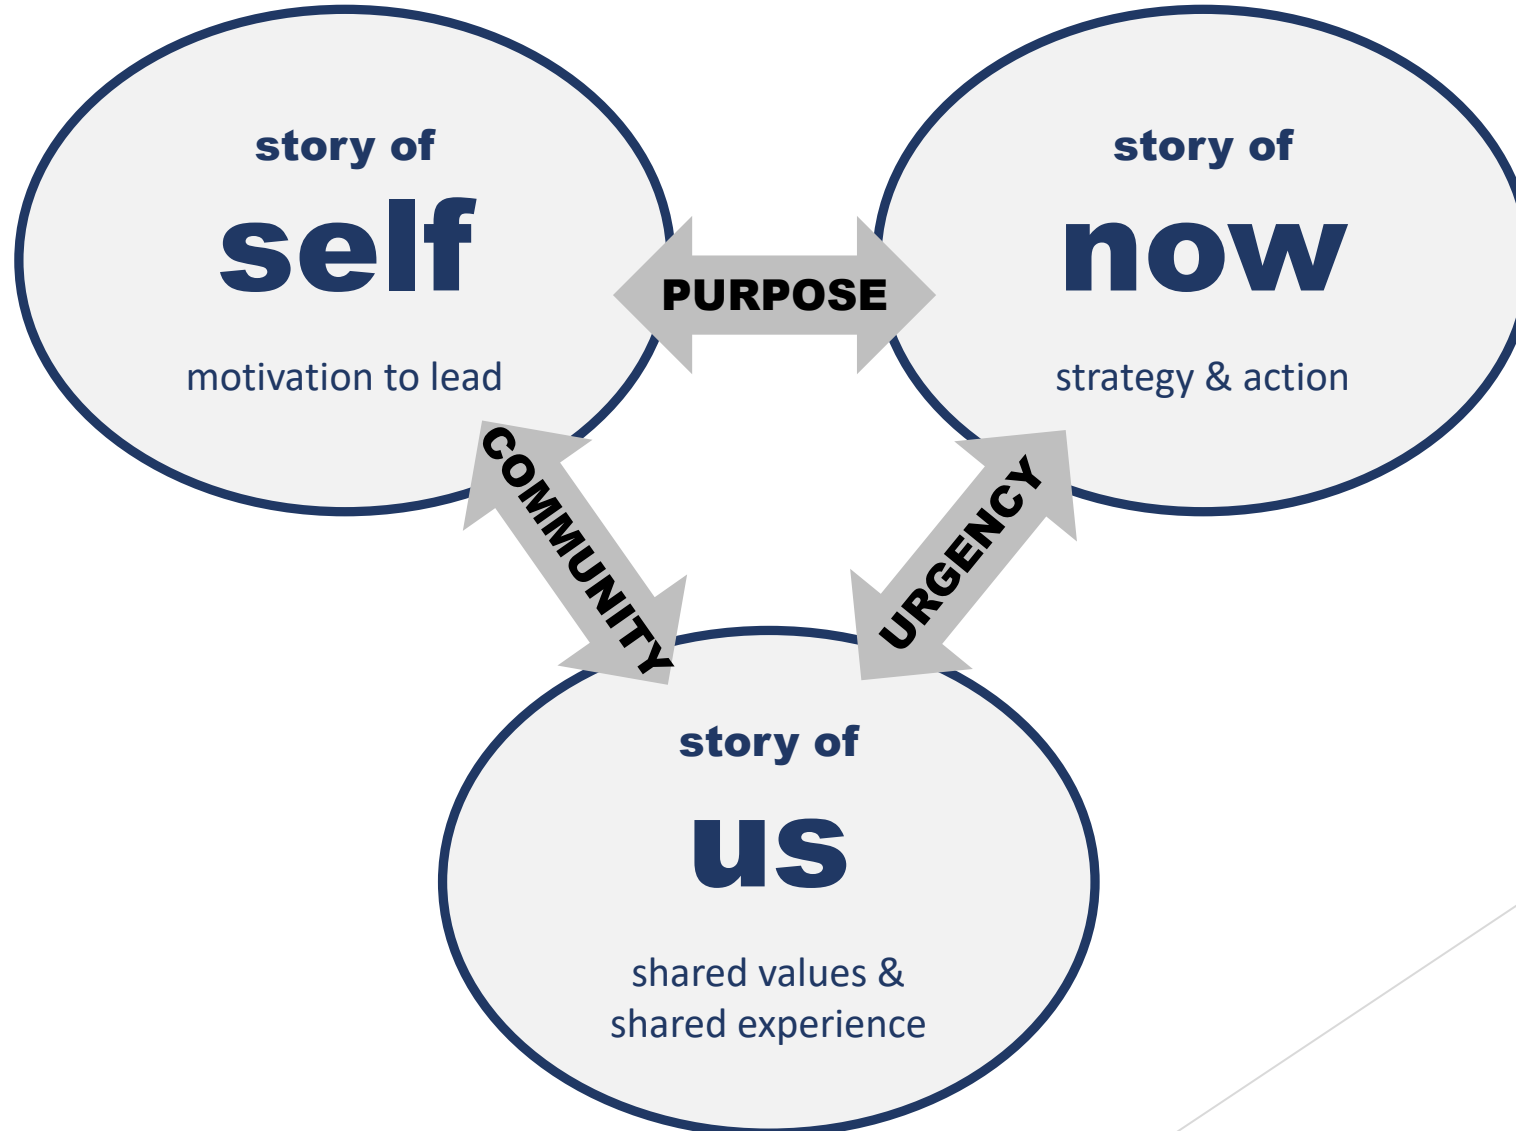 story of
self
motivation to lead
PURPOSE
story of
now
strategy & action
COMMUNITY
URGENCY
story of
us
shared values &
shared experience